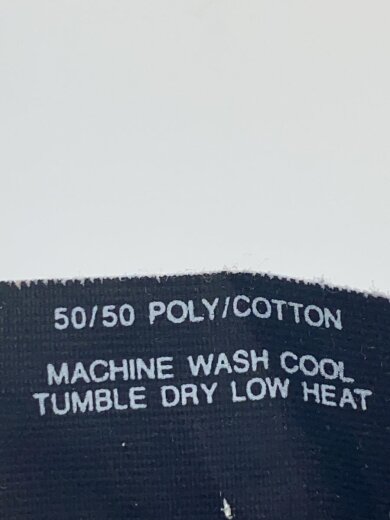 50/50 POLY/COTTON
MACHINE WASH COOL
TUMBLE DRY LOW HEAT